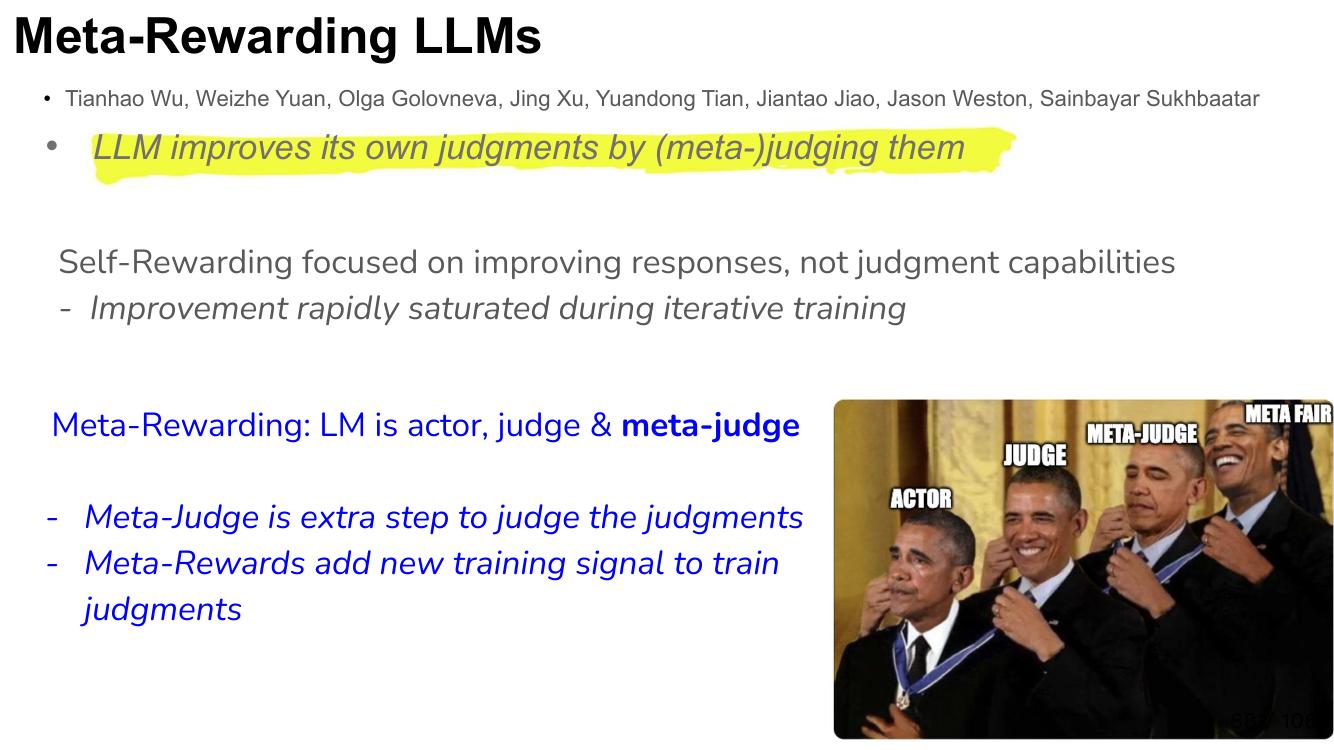 Meta-Rewarding LLMs
• Tianhao Wu, Weizhe Yuan, Olga Golovneva, Jing Xu, Yuandong Tian, Jiantao Jiao, Jason Weston, Sainbayar Sukhbaatar
• LLM improves its own judgments by (meta-)judging them
Self-Rewarding focused on improving responses, not judgment capabilities
- Improvement rapidly saturated during iterative training
Meta-Rewarding: LM is actor, judge & meta-judge
- Meta-Judge is extra step to judge the judgments
- Meta-Rewards add new training signal to train
judgments
META FAIR
META-JUDGE
JUDGE
ACTOR